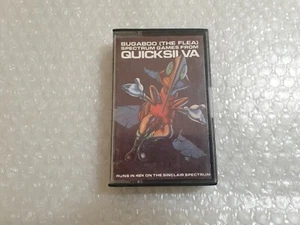 BUGABOO (THE FLEA)
SPECTRUM GAMES FROM
QUICKSILVA
RUNS IN 48K ON THE SINCLAIR SPECTRUM